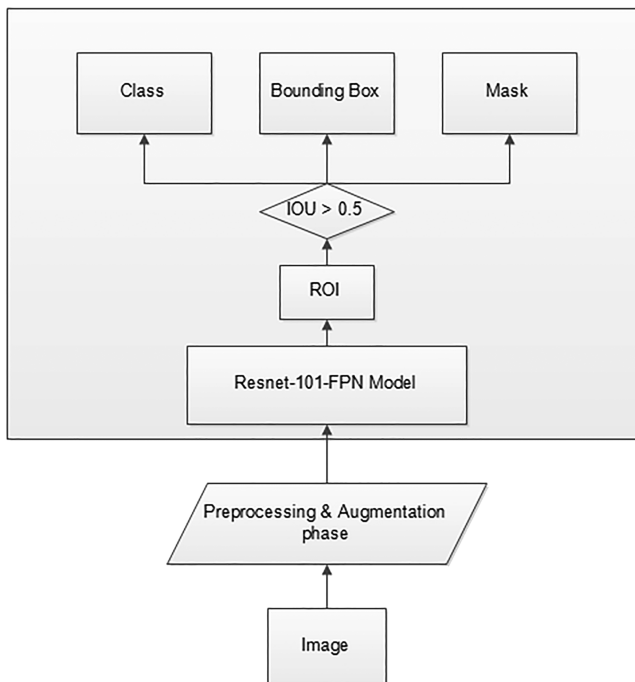 Class
Bounding Box
Mask
IOU > 0.5
ROI
Resnet-101-FPN Model
Preprocessing & Augmentation
phase
Image